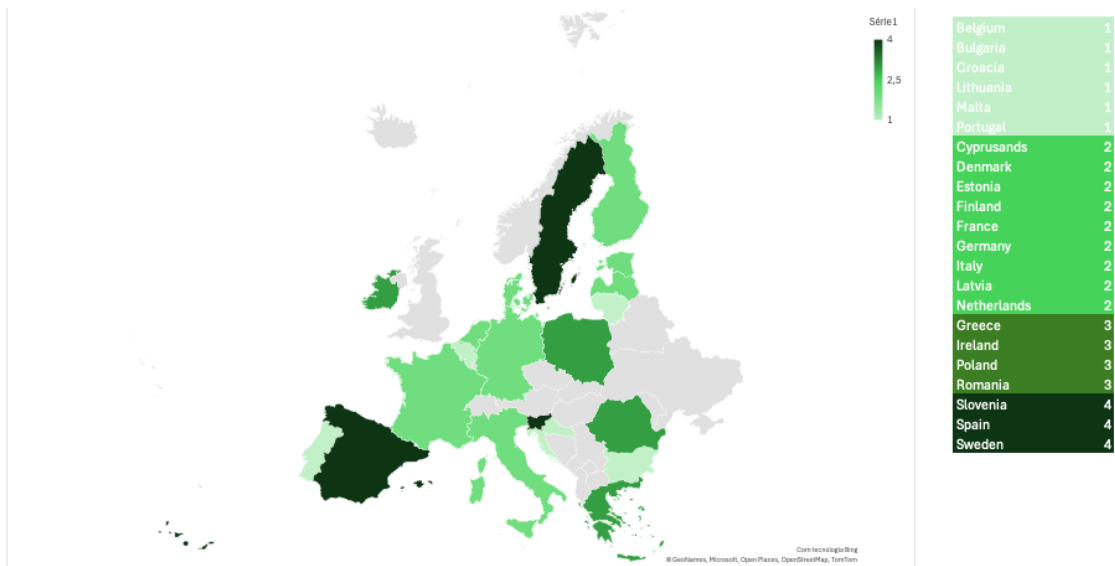 Série1
4
2,5
1
Belgium 1
Bulgaria 1
Croacia 1
Lithuania 1
Malta 1
Portugal 1
Cyprusands 2
Denmark 2
Estonia 2
Finland 2
France 2
Germany 2
Italy 2
Latvia 2
Netherlands 2
Greece 3
Ireland 3
Poland 3
Romania 3
Slovenia 4
Spain 4
Sweden 4
Com tecnologia Bing
© GeoNames, Microsoft, Open Places, OpenStreetMap, TomTom